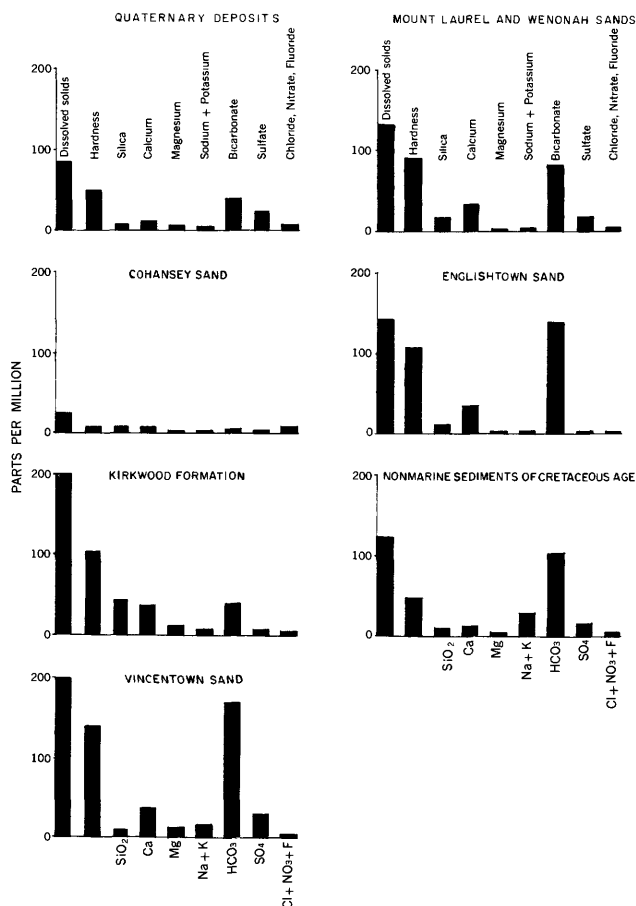 QUATERNARY DEPOSITS
200
100
0
Dissolved solids
Hardness
Silica
Calcium
Magnesium
Sodium + Potassium
Bicarbonate
Sulfate
Chloride, Nitrate, Fluoride
MOUNT LAUREL AND WENONAH SANDS
200
100
0
Dissolved solids
Hardness
Silica
Calcium
Magnesium
Sodium + Potassium
Bicarbonate
Sulfate
Chloride, Nitrate, Fluoride
PARTS PER MILLION
COHANSEY SAND
200
100
0
ENGLISHTOWN SAND
200
100
0
KIRKWOOD FORMATION
200
100
0
NONMARINE SEDIMENTS OF CRETACEOUS AGE
200
100
0
SiO2
Ca
Mg
Na + K
HCO3
SO4
Cl + NO3 + F
VINCENTOWN SAND
200
100
0
SiO2
Ca
Mg
Na + K
HCO3
SO4
Cl + NO3 + F